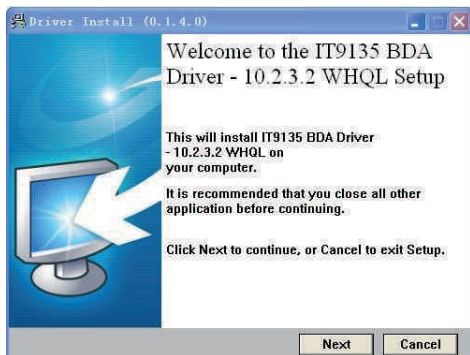 Driver Install (0.1.4.0)
Welcome to the IT9135 BDA
Driver - 10.2.3.2 WHQL Setup
This will install IT9135 BDA Driver
- 10.2.3.2 WHQL on
your computer.
It is recommended that you close all other
application before continuing.
Click Next to continue, or Cancel to exit Setup.
Next
Cancel